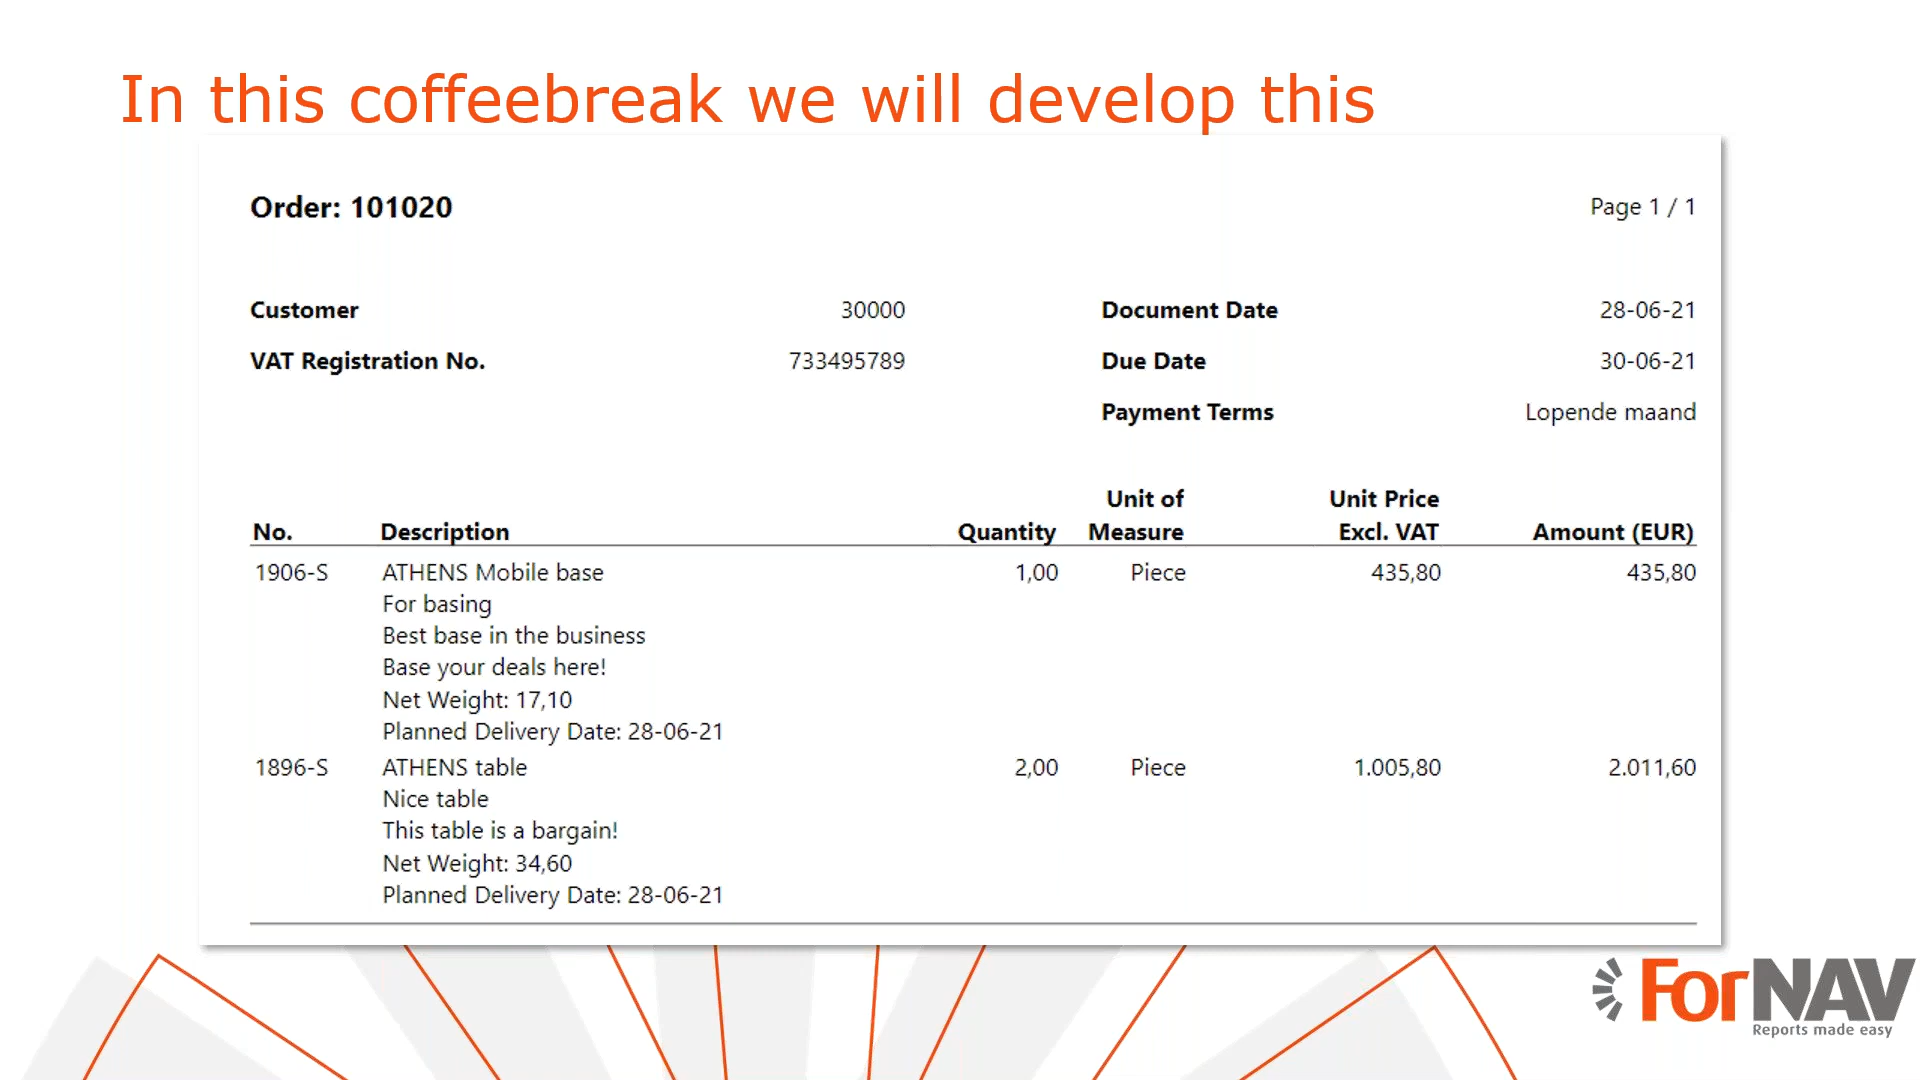 In this coffeebreak we will develop this
Order: 101020 Page 1 / 1
Customer 30000 Document Date 28-06-21
VAT Registration No. 733495789 Due Date 30-06-21
Payment Terms Lopende maand
Unit of Unit Price
No. Description Quantity Measure Excl. VAT Amount (EUR)
1906-S ATHENS Mobile base 1,00 Piece 435,80 435,80
For basing
Best base in the business
Base your deals here!
Net Weight: 17,10
Planned Delivery Date: 28-06-21
1896-S ATHENS table 2,00 Piece 1.005,80 2.011,60
Nice table
This table is a bargain!
Net Weight: 34,60
Planned Delivery Date: 28-06-21
ForNAV
Reports made easy